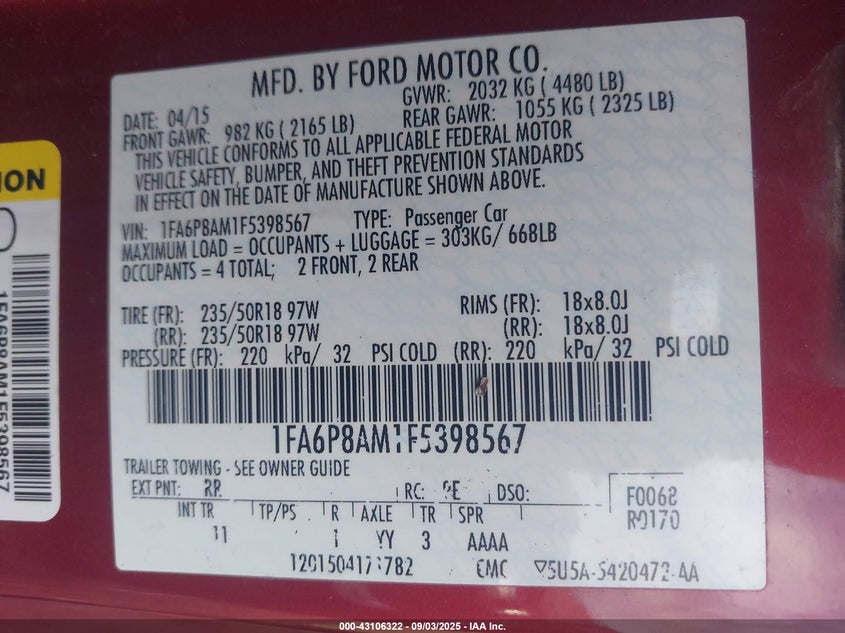 MFD. BY FORD MOTOR CO.
DATE: 04/15 GVWR: 2032 KG ( 4480 LB)
FRONT GAWR: 982 KG ( 2165 LB) REAR GAWR: 1055 KG ( 2325 LB)
THIS VEHICLE CONFORMS TO ALL APPLICABLE FEDERAL MOTOR
VEHICLE SAFETY, BUMPER, AND THEFT PREVENTION STANDARDS
IN EFFECT ON THE DATE OF MANUFACTURE SHOWN ABOVE.
VIN: 1FA6P8AM1F5398567 TYPE: Passenger Car
MAXIMUM LOAD = OCCUPANTS + LUGGAGE = 303KG/ 668LB
OCCUPANTS = 4 TOTAL; 2 FRONT, 2 REAR
TIRE (FR): 235/50R18 97W RIMS (FR): 18x8.0J
(RR): 235/50R18 97W (RR): 18x8.0J
PRESSURE (FR): 220 kPa/ 32 PSI COLD (RR): 220 kPa/ 32 PSI COLD
1FA6P8AM1F5398567
TRAILER TOWING - SEE OWNER GUIDE
EXT PNT: RR RC: DSO: F0068
INT TR TP/PS R AXLE TR SPR R0170
11 1 YY 3 AAAA
CMC
1FA6P8AM1F5398567
000-43106322 - 09/03/2025 - IAA Inc.